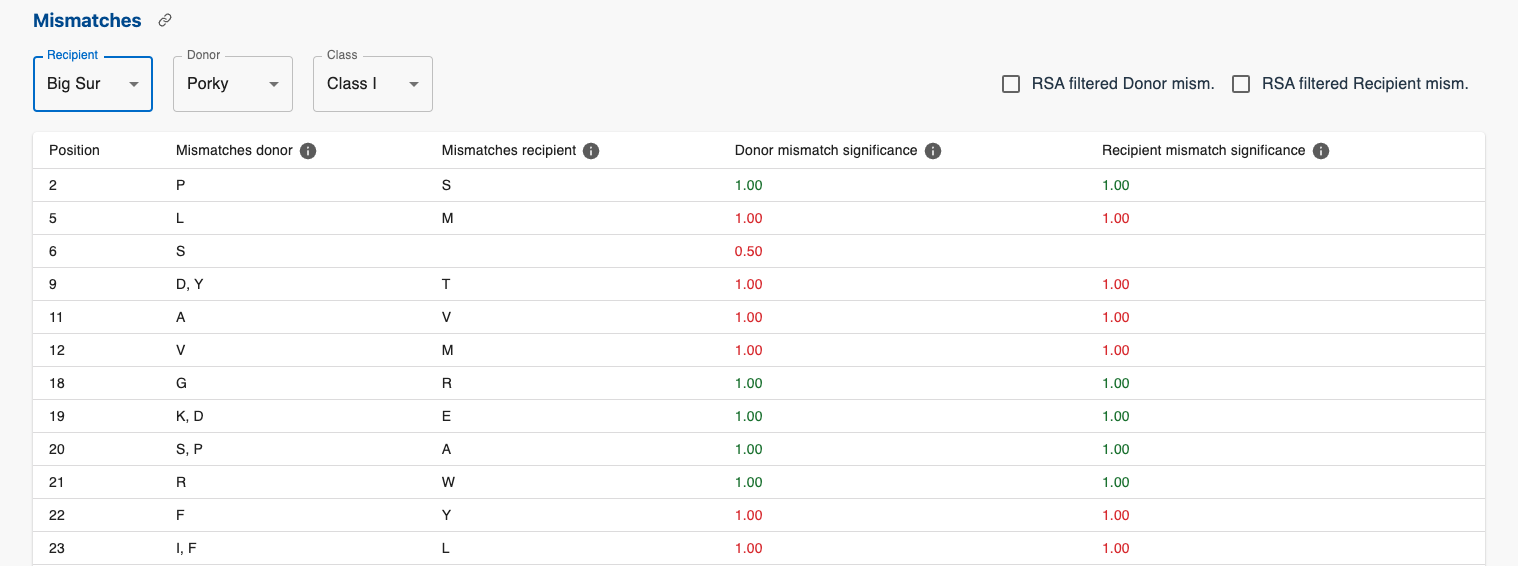 Mismatches
Recipient Donor Class
Big Sur Porky Class I RSA filtered Donor mism. RSA filtered Recipient mism.
Position Mismatches donor Mismatches recipient Donor mismatch significance Recipient mismatch significance
2 P S 1.00 1.00
5 L M 1.00 1.00
6 S 0.50
9 D, Y T 1.00 1.00
11 A V 1.00 1.00
12 V M 1.00 1.00
18 G R 1.00 1.00
19 K, D E 1.00 1.00
20 S, P A 1.00 1.00
21 R W 1.00 1.00
22 F Y 1.00 1.00
23 I, F L 1.00 1.00